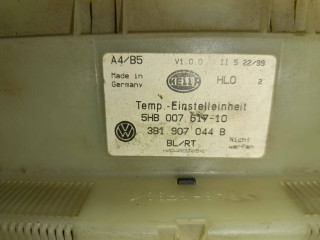 A4/B5 V1.0.0 11 5 22/99
Made in Germany HELLA HLO 2
Temp.-Einstelleinheit
5HB 007 617-10
3B1 907 044 B
BL/RT Nicht werfen